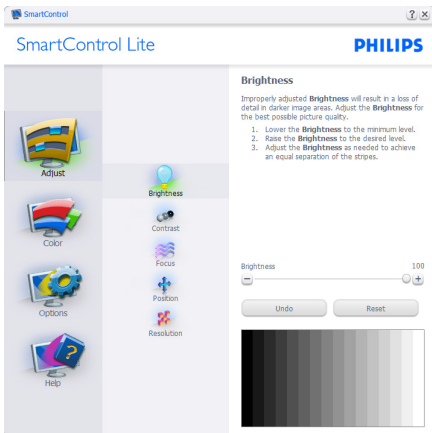 SmartControl
SmartControl Lite
PHILIPS
Adjust
Color
Options
Help
Brightness
Contrast
Focus
Position
Resolution
Brightness
Improperly adjusted Brightness will result in a loss of
detail in darker image areas. Adjust the Brightness for
the best possible picture quality.
1. Lower the Brightness to the minimum level.
2. Raise the Brightness to the desired level.
3. Adjust the Brightness as needed to achieve
an equal separation of the stripes.
Brightness 100
Undo Reset